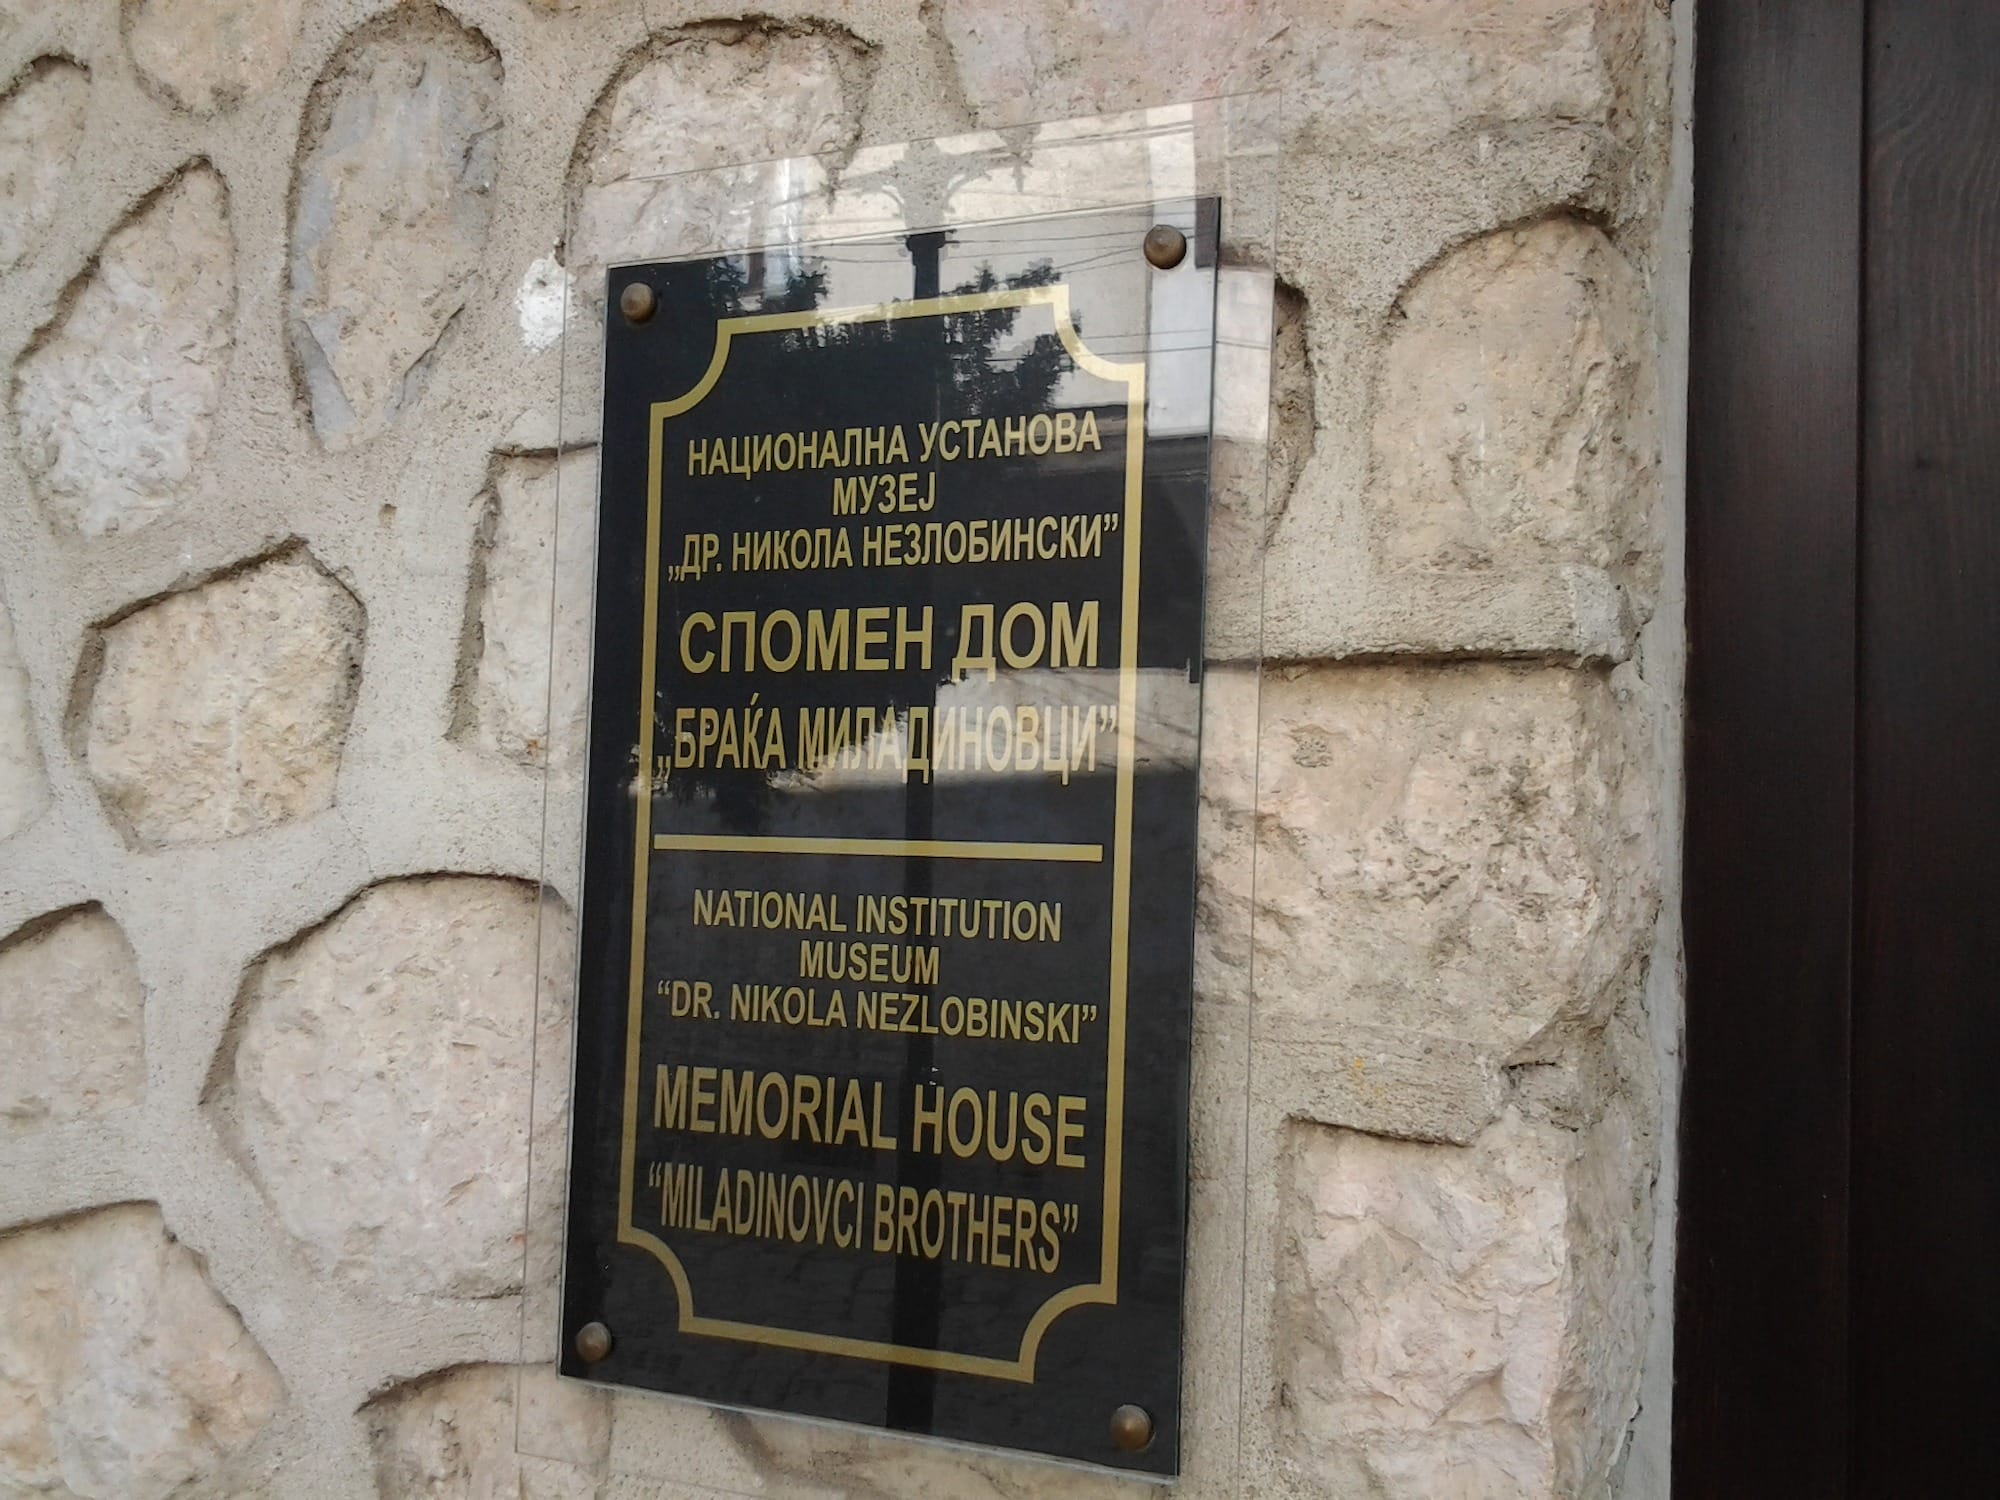 НАЦИОНАЛНА УСТАНОВА
МУЗЕЈ
„ДР. НИКОЛА НЕЗЛОБИНСКИ”
СПОМЕН ДОМ
„БРАЌА МИЛАДИНОВЦИ”
NATIONAL INSTITUTION
MUSEUM
“DR. NIKOLA NEZLOBINSKI”
MEMORIAL HOUSE
“MILADINOVCI BROTHERS”